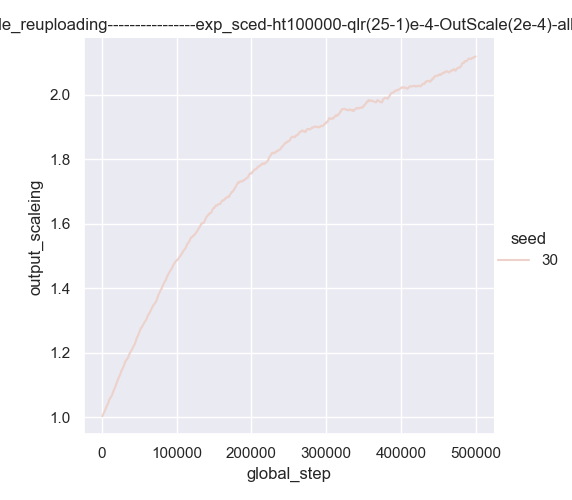 le_reuploading----------------exp_sced-ht100000-qlr(25-1)e-4-OutScale(2e-4)-all
2.0
1.8
1.6
1.4
1.2
1.0
output_scaleing
0 100000 200000 300000 400000 500000
global_step
seed
30